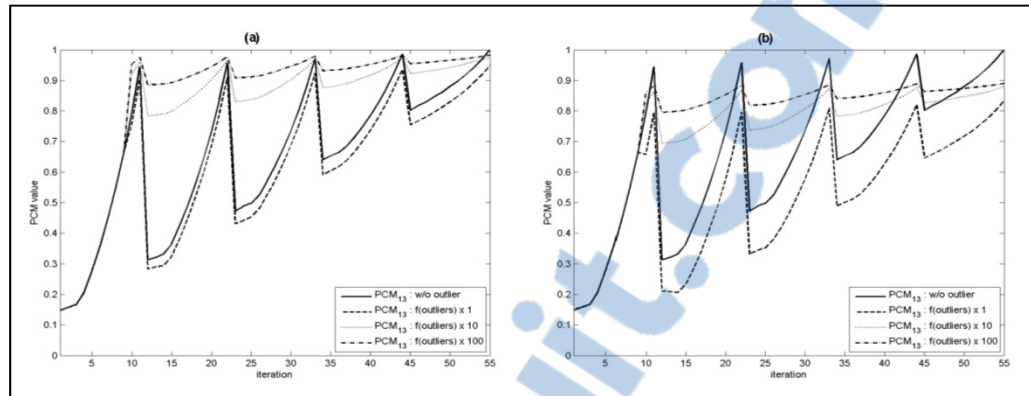 (a)
PCM value
1
0.9
0.8
0.7
0.6
0.5
0.4
0.3
0.2
0.1
0
5 10 15 20 25 30 35 40 45 50 55
iteration
PCM13 : w/o outlier
PCM13 : f(outliers) x 1
PCM13 : f(outliers) x 10
PCM13 : f(outliers) x 100
(b)
PCM value
1
0.9
0.8
0.7
0.6
0.5
0.4
0.3
0.2
0.1
0
5 10 15 20 25 30 35 40 45 50 55
iteration
PCM13 : w/o outlier
PCM13 : f(outliers) x 1
PCM13 : f(outliers) x 10
PCM13 : f(outliers) x 100
it.com